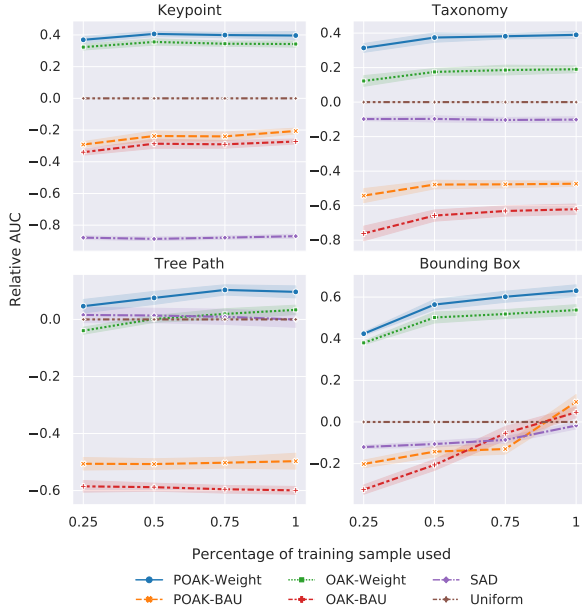 Keypoint
Taxonomy
0.4
0.2
0.0
−0.2
−0.4
−0.6
−0.8
0.4
0.2
0.0
−0.2
−0.4
−0.6
−0.8
Relative AUC
Tree Path
Bounding Box
0.0
−0.2
−0.4
−0.6
0.6
0.4
0.2
−0.0
−0.2
0.25 0.5 0.75 1
0.25 0.5 0.75 1
Percentage of training sample used
POAK-Weight OAK-Weight SAD
POAK-BAU OAK-BAU Uniform